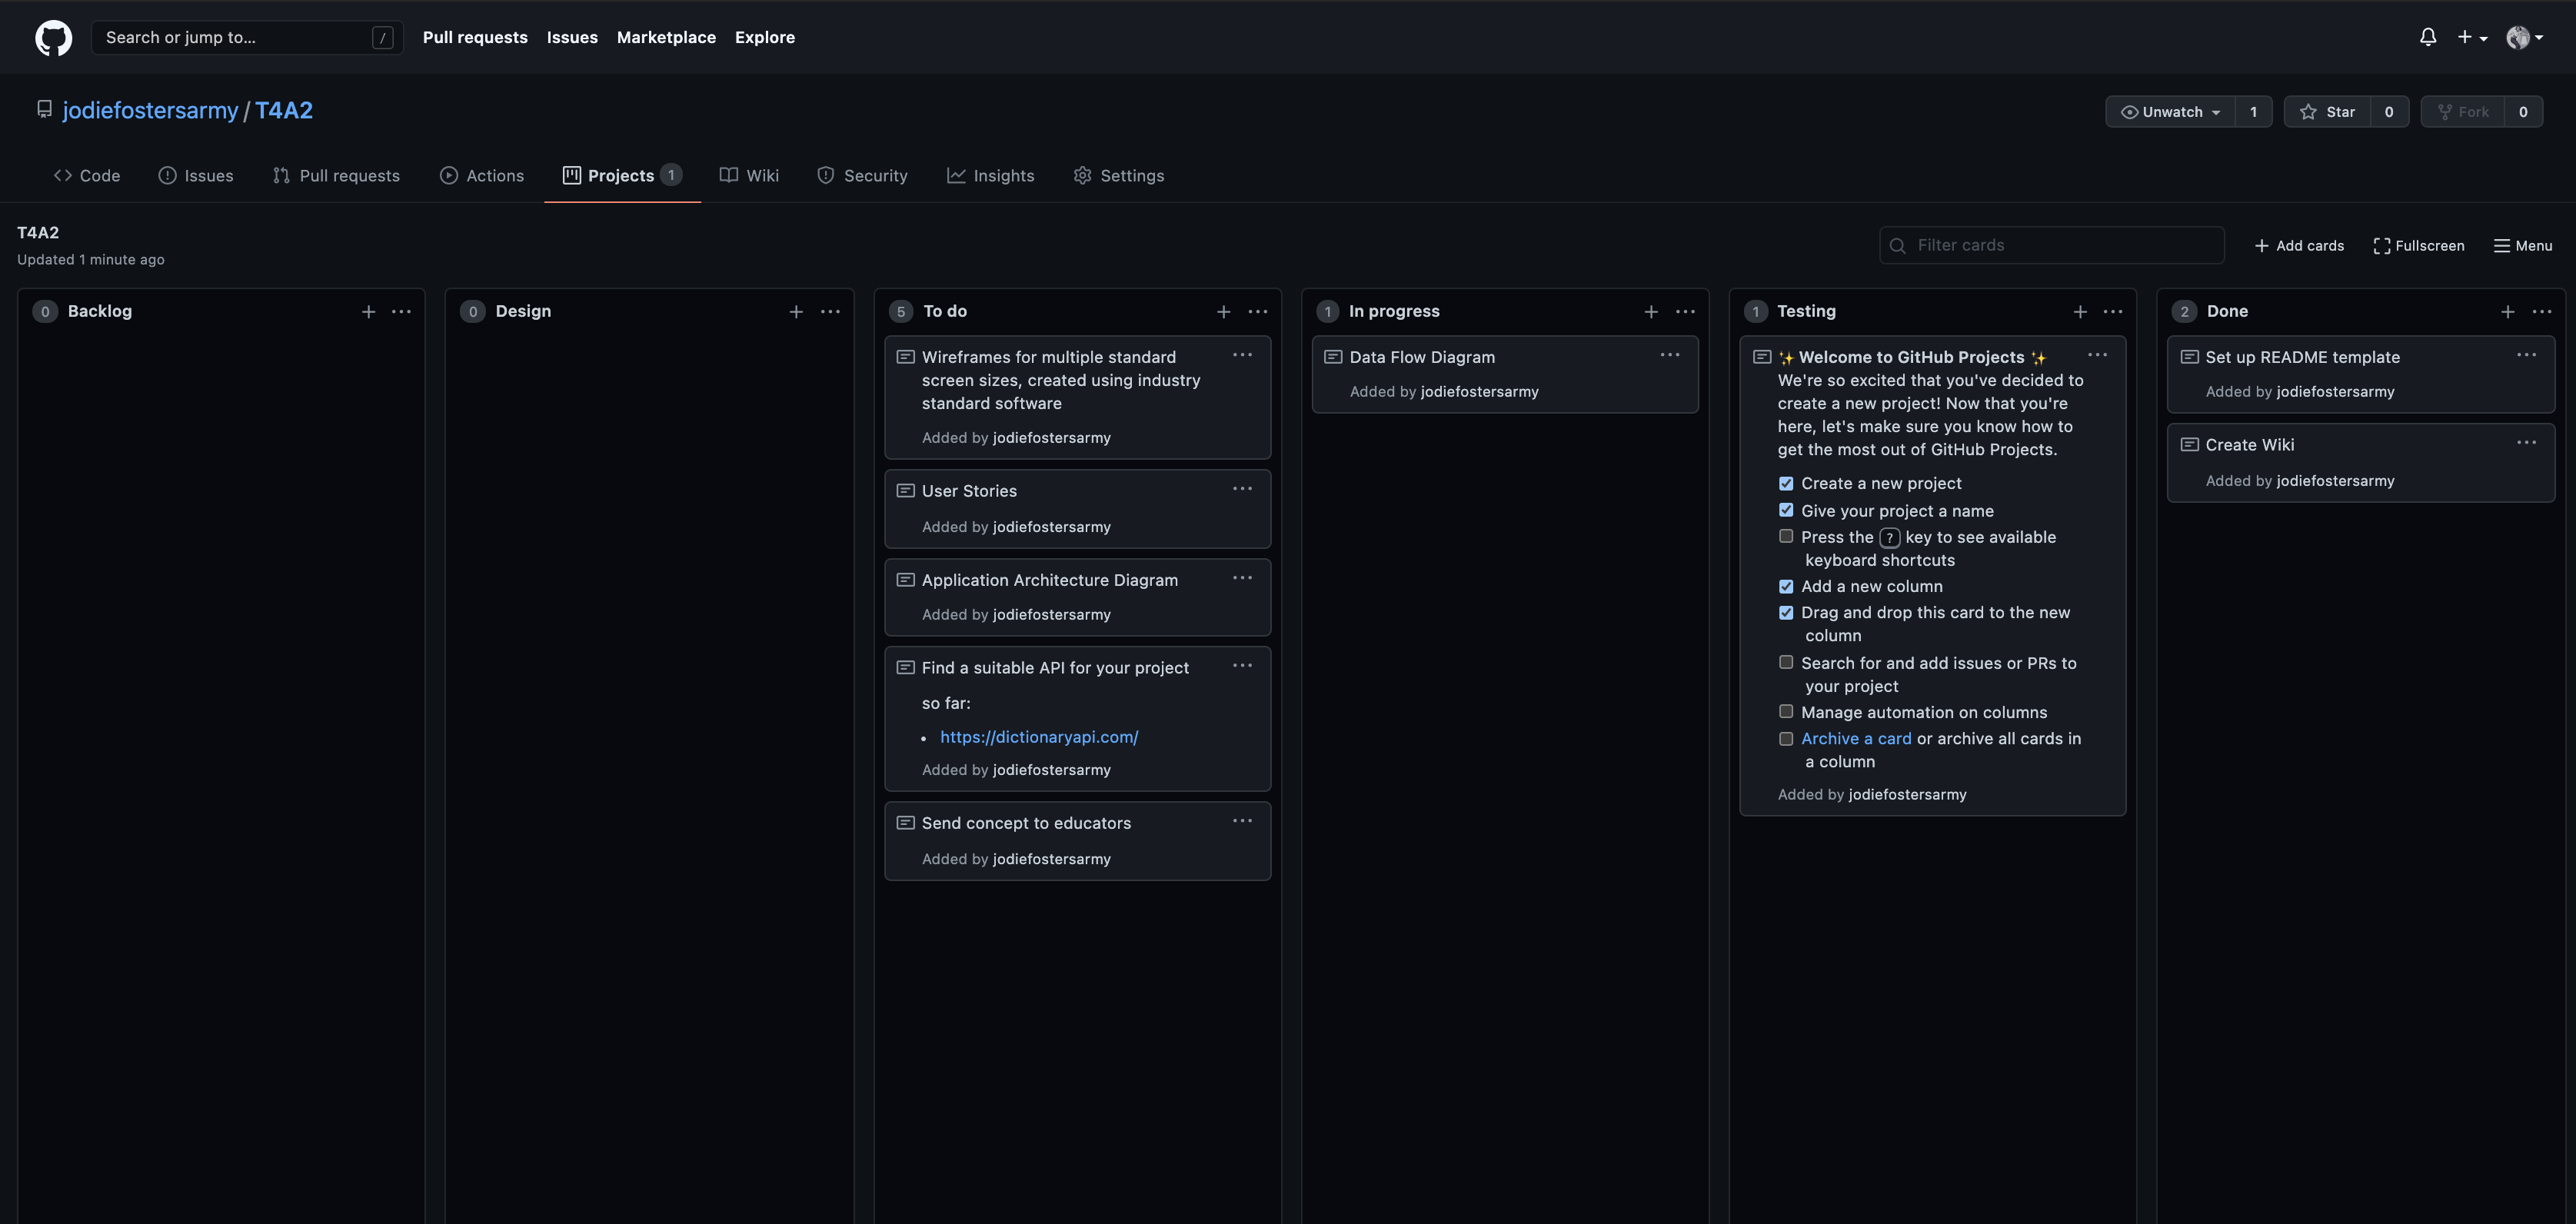 Search or jump to... /
Pull requests Issues Marketplace Explore
jodiefostersarmy / T4A2
Unwatch 1 Star 0 Fork 0
Code Issues Pull requests Actions Projects 1 Wiki Security Insights Settings
T4A2
Updated 1 minute ago
Filter cards
Add cards Fullscreen Menu
0 Backlog
0 Design
5 To do
Wireframes for multiple standard
screen sizes, created using industry
standard software
Added by jodiefostersarmy
User Stories
Added by jodiefostersarmy
Application Architecture Diagram
Added by jodiefostersarmy
Find a suitable API for your project
so far:
• https://dictionaryapi.com/
Added by jodiefostersarmy
Send concept to educators
Added by jodiefostersarmy
1 In progress
Data Flow Diagram
Added by jodiefostersarmy
1 Testing
✨ Welcome to GitHub Projects ✨
We're so excited that you've decided to
create a new project! Now that you're
here, let's make sure you know how to
get the most out of GitHub Projects.
Create a new project
Give your project a name
Press the ? key to see available
keyboard shortcuts
Add a new column
Drag and drop this card to the new
column
Search for and add issues or PRs to
your project
Manage automation on columns
Archive a card or archive all cards in
a column
Added by jodiefostersarmy
2 Done
Set up README template
Added by jodiefostersarmy
Create Wiki
Added by jodiefostersarmy